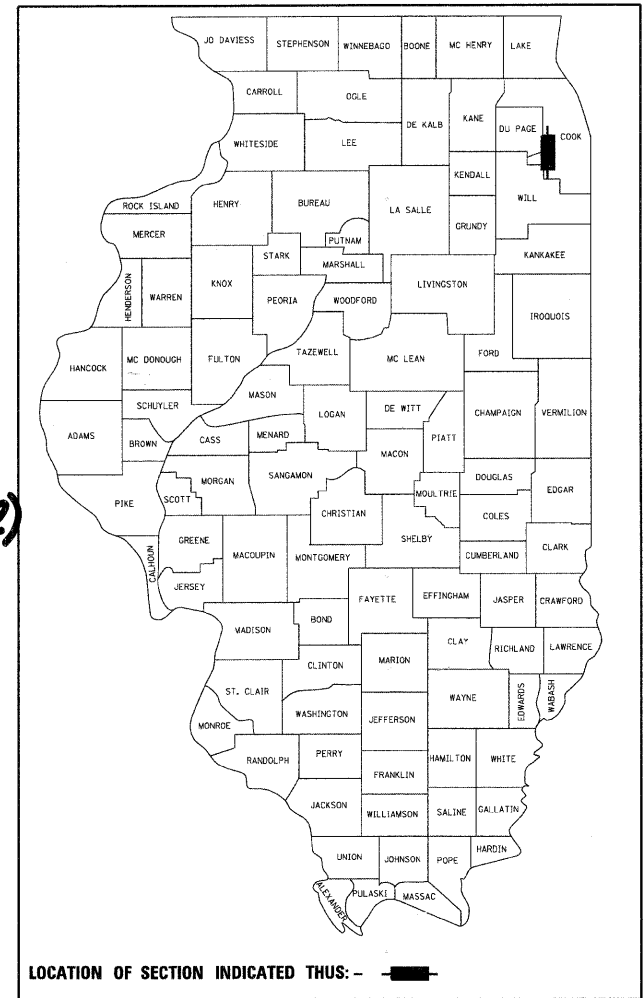 JO DAVIESS STEPHENSON WINNEBAGO BOONE MC HENRY LAKE
CARROLL OGLE DE KALB KANE DU PAGE COOK
WHITESIDE LEE KENDALL WILL
ROCK ISLAND HENRY BUREAU LA SALLE GRUNDY
MERCER PUTNAM KANKAKEE
HENDERSON WARREN KNOX STARK MARSHALL LIVINGSTON
PEORIA WOODFORD IROQUOIS
HANCOCK MC DONOUGH FULTON TAZEWELL MC LEAN FORD
SCHUYLER MASON LOGAN DE WITT CHAMPAIGN VERMILION
ADAMS BROWN CASS MENARD MACON PIATT
PIKE SCOTT MORGAN SANGAMON MOULTRIE DOUGLAS EDGAR
CHRISTIAN COLES
CALHOUN GREENE MACOUPIN MONTGOMERY SHELBY CUMBERLAND CLARK
JERSEY FAYETTE EFFINGHAM JASPER CRAWFORD
MADISON BOND CLAY RICHLAND LAWRENCE
CLINTON MARION
ST. CLAIR WASHINGTON JEFFERSON WAYNE EDWARDS WABASH
MONROE
RANDOLPH PERRY FRANKLIN HAMILTON WHITE
JACKSON WILLIAMSON SALINE GALLATIN
UNION JOHNSON POPE HARDIN
ALEXANDER PULASKI MASSAC
LOCATION OF SECTION INDICATED THUS: -